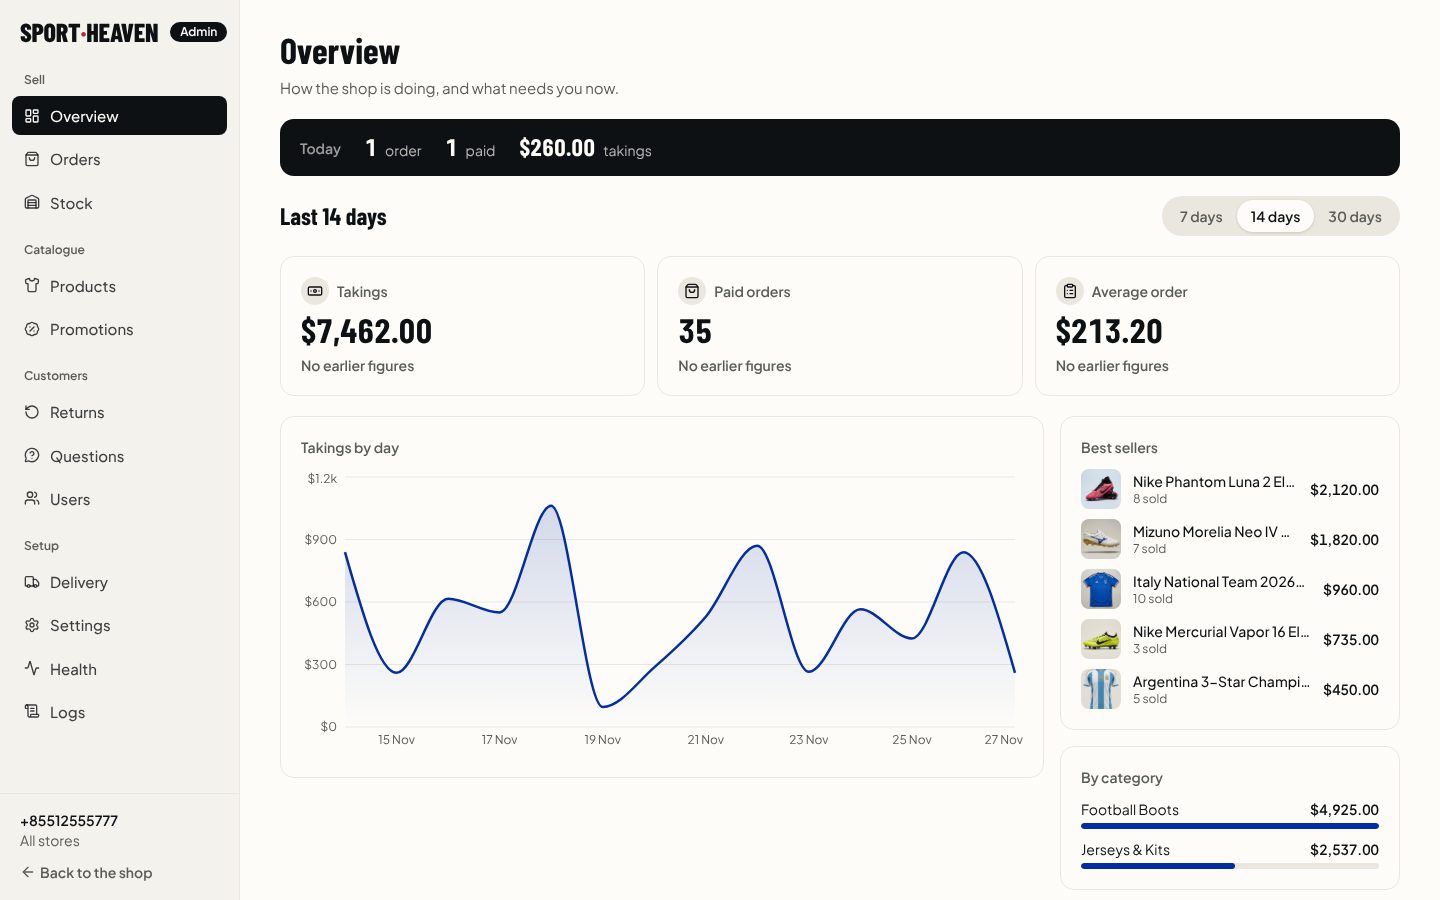 SPORT·HEAVEN Admin
Sell
Overview
Orders
Stock
Catalogue
Products
Promotions
Customers
Returns
Questions
Users
Setup
Delivery
Settings
Health
Logs
+85512555777
All stores
Back to the shop
Overview
How the shop is doing, and what needs you now.
Today 1 order 1 paid $260.00 takings
Last 14 days
7 days 14 days 30 days
Takings
$7,462.00
No earlier figures
Paid orders
35
No earlier figures
Average order
$213.20
No earlier figures
Takings by day
$1.2k
$900
$600
$300
$0
15 Nov 17 Nov 19 Nov 21 Nov 23 Nov 25 Nov 27 Nov
Best sellers
Nike Phantom Luna 2 El... $2,120.00
8 sold
Mizuno Morelia Neo IV ... $1,820.00
7 sold
Italy National Team 2026... $960.00
10 sold
Nike Mercurial Vapor 16 El... $735.00
3 sold
Argentina 3-Star Champi... $450.00
5 sold
By category
Football Boots $4,925.00
Jerseys & Kits $2,537.00